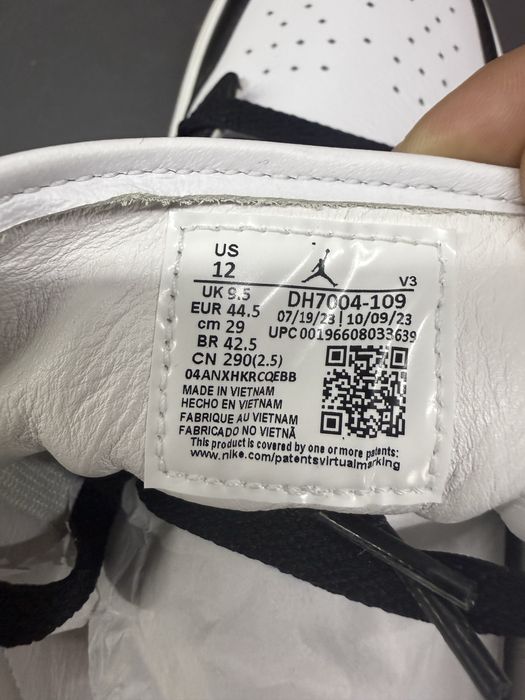 US
12
V3
UK 9.5
DH7004-109
EUR 44.5
07/19/23 | 10/09/23
cm 29
UPC 00196608033639
BR 42.5
CN 290(2.5)
04ANXHKRCQEBB
MADE IN VIETNAM
HECHO EN VIETNAM
FABRIQUE AU VIETNAM
FABRICADO NO VIETNÃ
This product is covered by one or more patents:
www.nike.com/patentsvirtualmarking